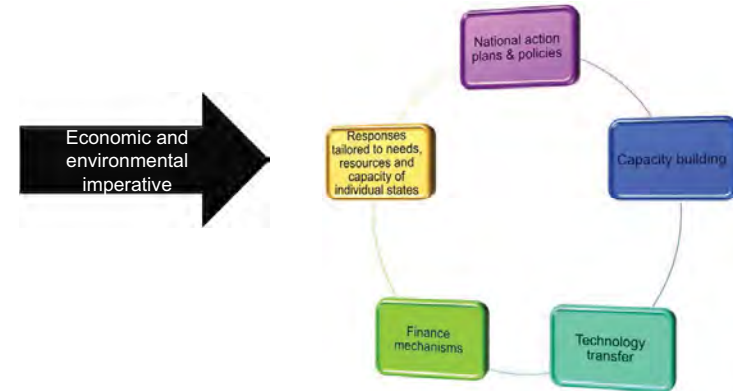 Economic and
environmental
imperative
National action
plans & policies
Capacity building
Technology
transfer
Finance
mechanisms
Responses
tailored to needs,
resources and
capacity of
individual states